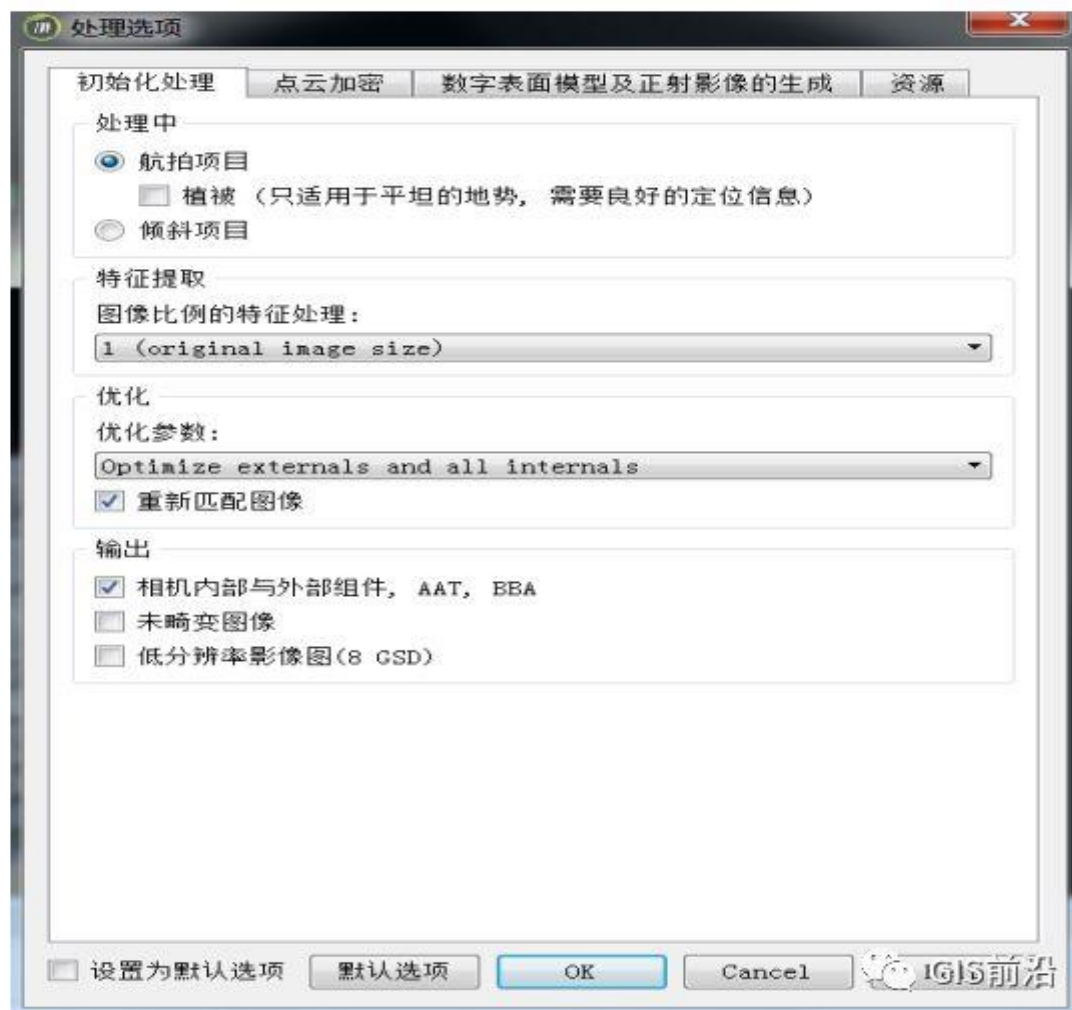 处理选项
初始化处理 点云加密 数字表面模型及正射影像的生成 资源
处理中
航拍项目
植被 (只适用于平坦的地势, 需要良好的定位信息)
倾斜项目
特征提取
图像比例的特征处理:
1 (original image size)
优化
优化参数:
Optimize externals and all internals
重新匹配图像
输出
相机内部与外部组件, AAT, BBA
未畸变图像
低分辨率影像图(8 GSD)
设置为默认选项 默认选项 OK Cancel GIS前沿